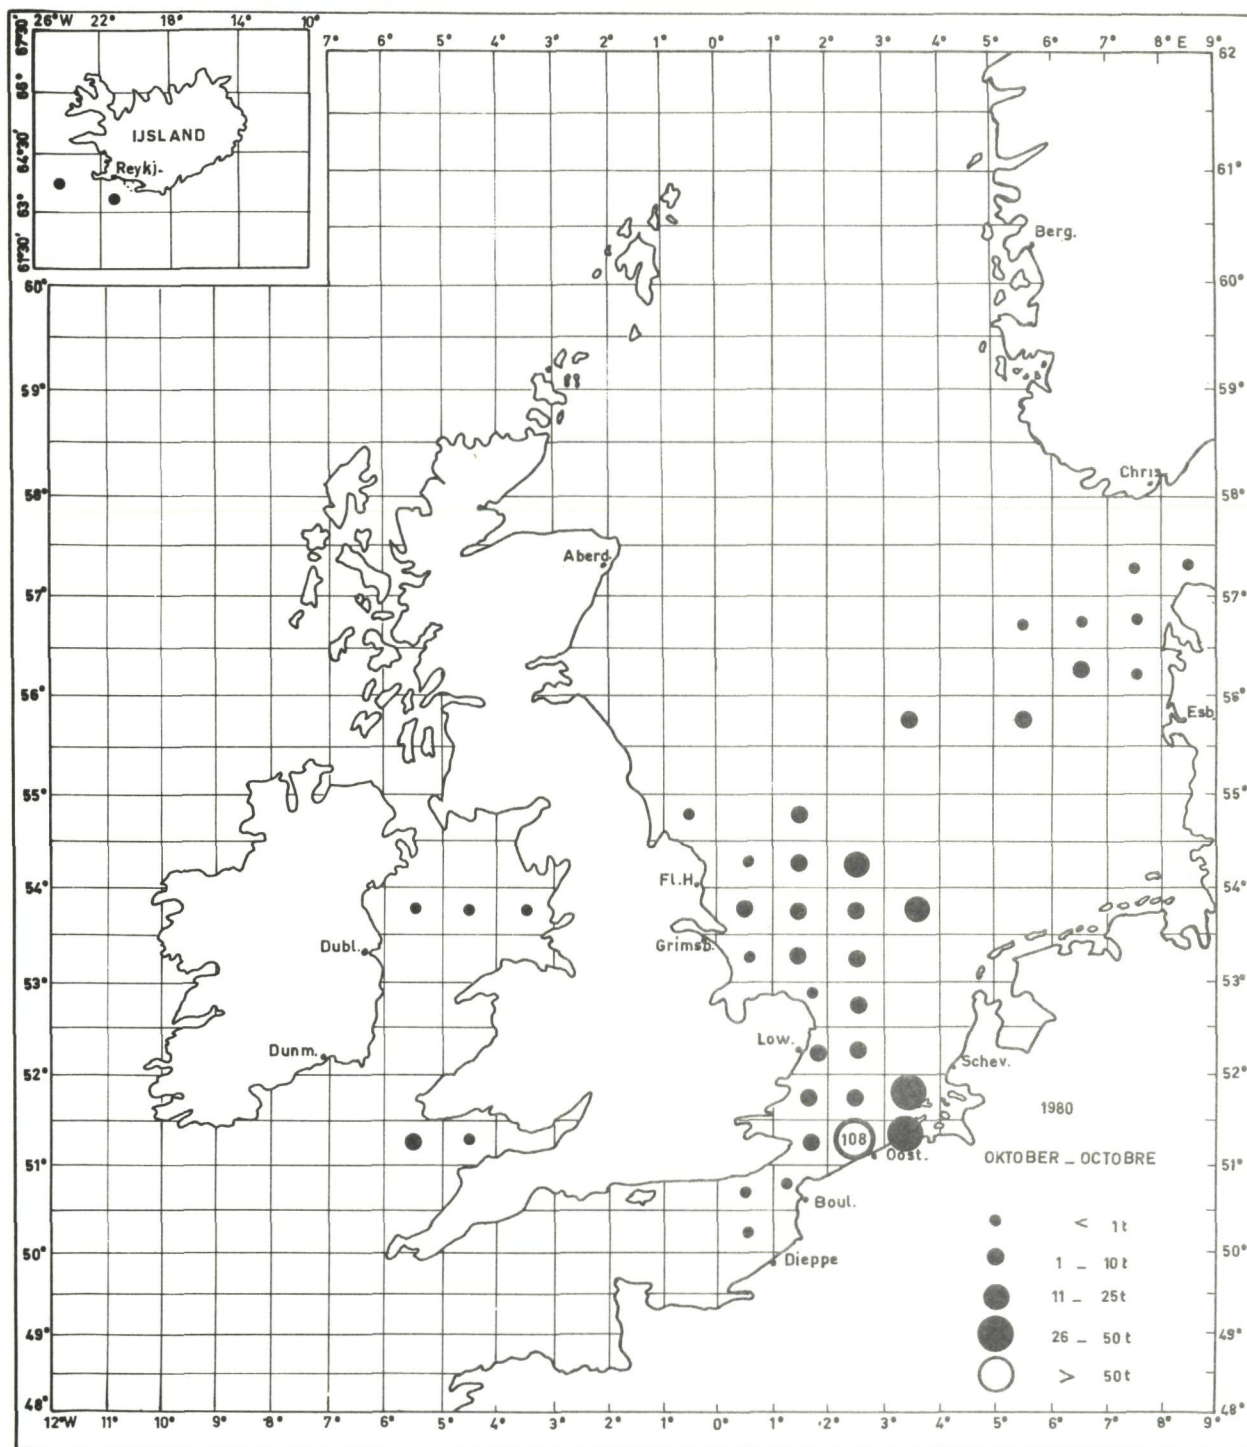 26°W 22° 18° 14° 10°
67°30' 66° 64°30' 63° 61°30'
IJSLAND
Reykj.
7° 6° 5° 4° 3° 2° 1° 0° 1° 2° 3° 4° 5° 6° 7° 8° E 9°
62
61°
Berg.
60° 60°
59° 59°
Chris
58° 58°
Aberd.
57° 57°
56° 56°
Esb
55° 55°
54° 54°
Fl.H.
Dubl.
Grimsb.
53° 53°
Low.
Dunm.
Schev.
52° 52°
1980
108
Oost.
51° 51°
OKTOBER _ OCTOBRE
Boul.
< 1t
50° 50°
Dieppe
1 _ 10t
11 _ 25t
49° 49°
26 _ 50t
> 50t
48° 48°
12°W 11° 10° 9° 8° 7° 6° 5° 4° 3° 2° 1° 0° 1° 2° 3° 4° 5° 6° 7° 8° 9°